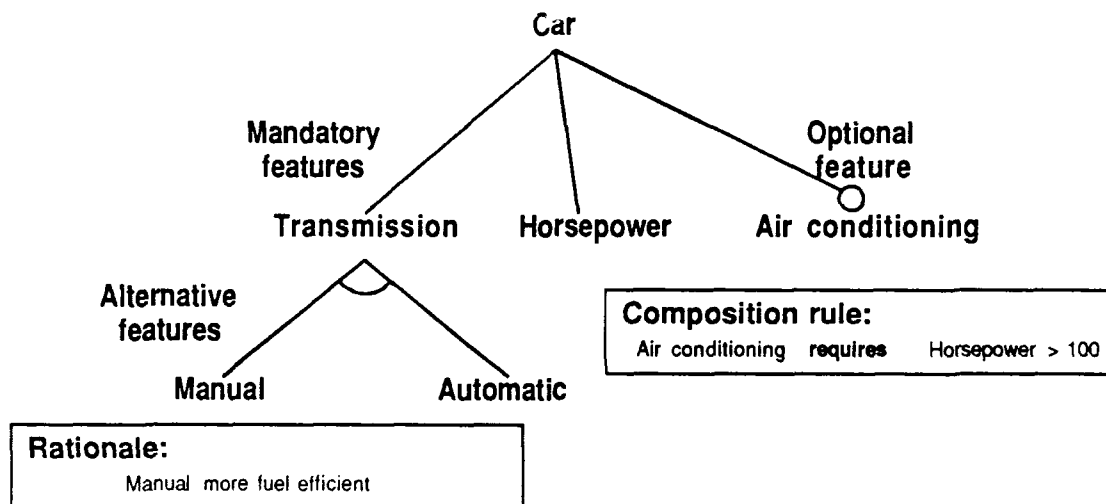 Car
Mandatory
features
Optional
feature
Transmission
Horsepower
Air conditioning
Alternative
features
Composition rule:
Air conditioning requires Horsepower > 100
Manual
Automatic
Rationale:
Manual more fuel efficient